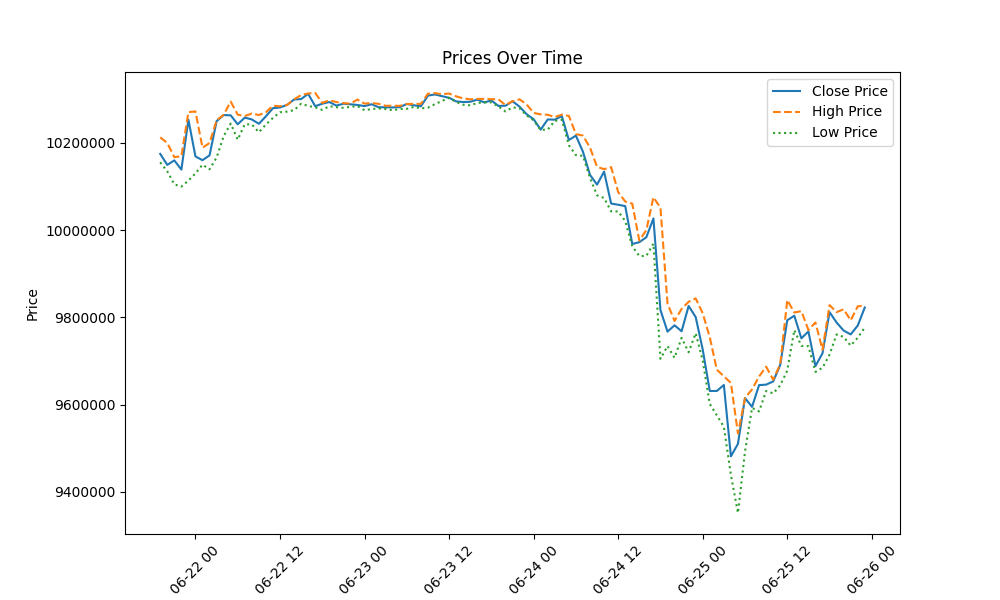 Prices Over Time
Close Price
High Price
Low Price
Price
10200000
10000000
9800000
9600000
9400000
06-22 00
06-22 12
06-23 00
06-23 12
06-24 00
06-24 12
06-25 00
06-25 12
06-26 00